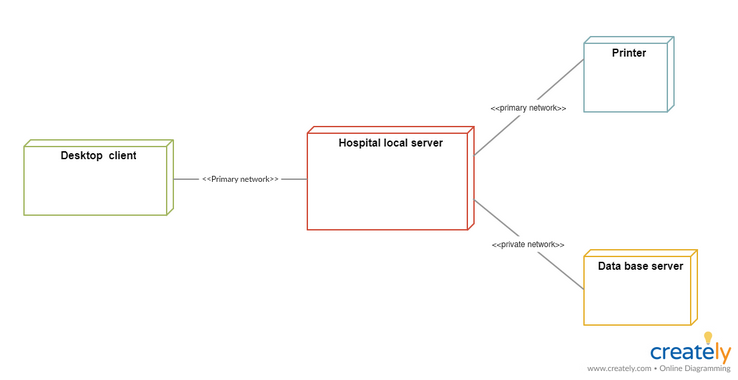 Printer
<<primary network>>
Hospital local server
Desktop  client
<<Primary network>>
<<private network>>
Data base server
creately
www.creately.com • Online Diagramming